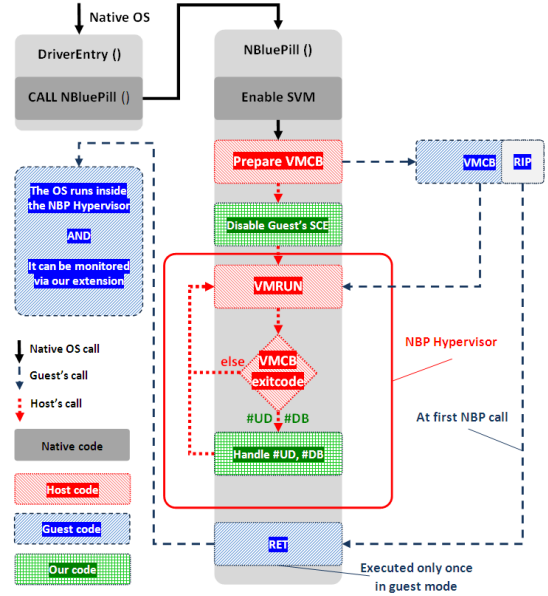 Native OS
DriverEntry ()
CALL NBluePill ()
NBluePill ()
Enable SVM
Prepare VMCB
VMCB
RIP
Disable Guest's SCE
The OS runs inside
the NBP Hypervisor
AND
It can be monitored
via our extension
VMRUN
NBP Hypervisor
else
VMCB
exitcode
#UD
#DB
Handle #UD, #DB
At first NBP call
Native OS call
Guest's call
Host's call
Native code
Host code
Guest code
Our code
RET
Executed only once
in guest mode